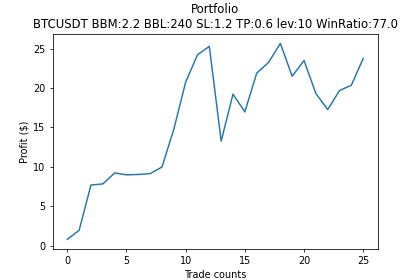 Portfolio
BTCUSDT BBM:2.2 BBL:240 SL:1.2 TP:0.6 lev:10 WinRatio:77.0
25
20
15
10
5
0
Profit ($)
0 5 10 15 20 25
Trade counts